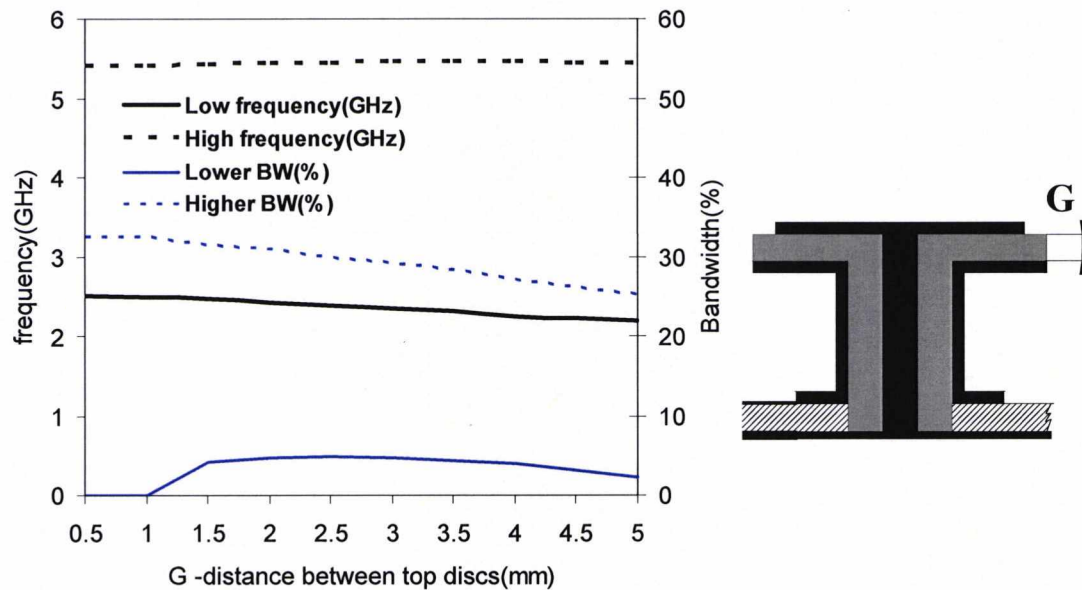 6
5
4
3
2
1
0
frequency(GHz)
Low frequency(GHz)
High frequency(GHz)
Lower BW(%)
Higher BW(%)
60
50
40
30
20
10
0
Bandwidth(%)
0.5 1 1.5 2 2.5 3 3.5 4 4.5 5
G -distance between top discs(mm)
G